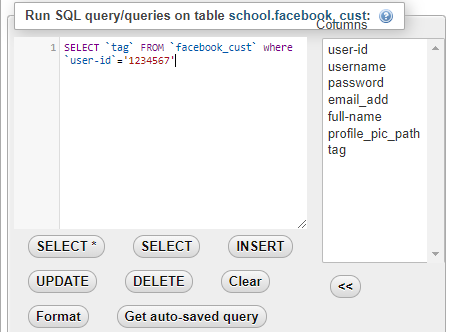 Run SQL query/queries on table school.facebook_cust:
Columns
1 SELECT `tag` FROM `facebook_cust` where
`user-id`='1234567'
user-id
username
password
email_add
full-name
profile_pic_path
tag
SELECT * SELECT INSERT
UPDATE DELETE Clear <<
Format Get auto-saved query